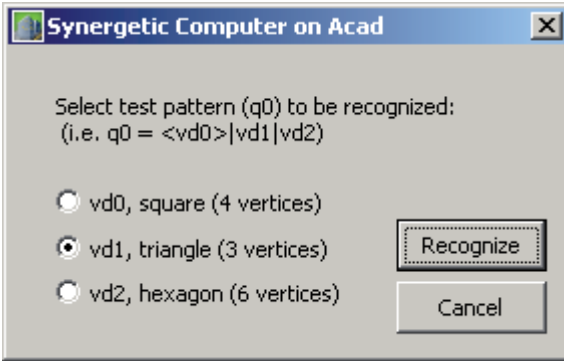 Synergetic Computer on Acad
Select test pattern (q0) to be recognized:
(i.e. q0 = <vd0>|vd1|vd2)
vd0, square (4 vertices)
vd1, triangle (3 vertices)
Recognize
vd2, hexagon (6 vertices)
Cancel